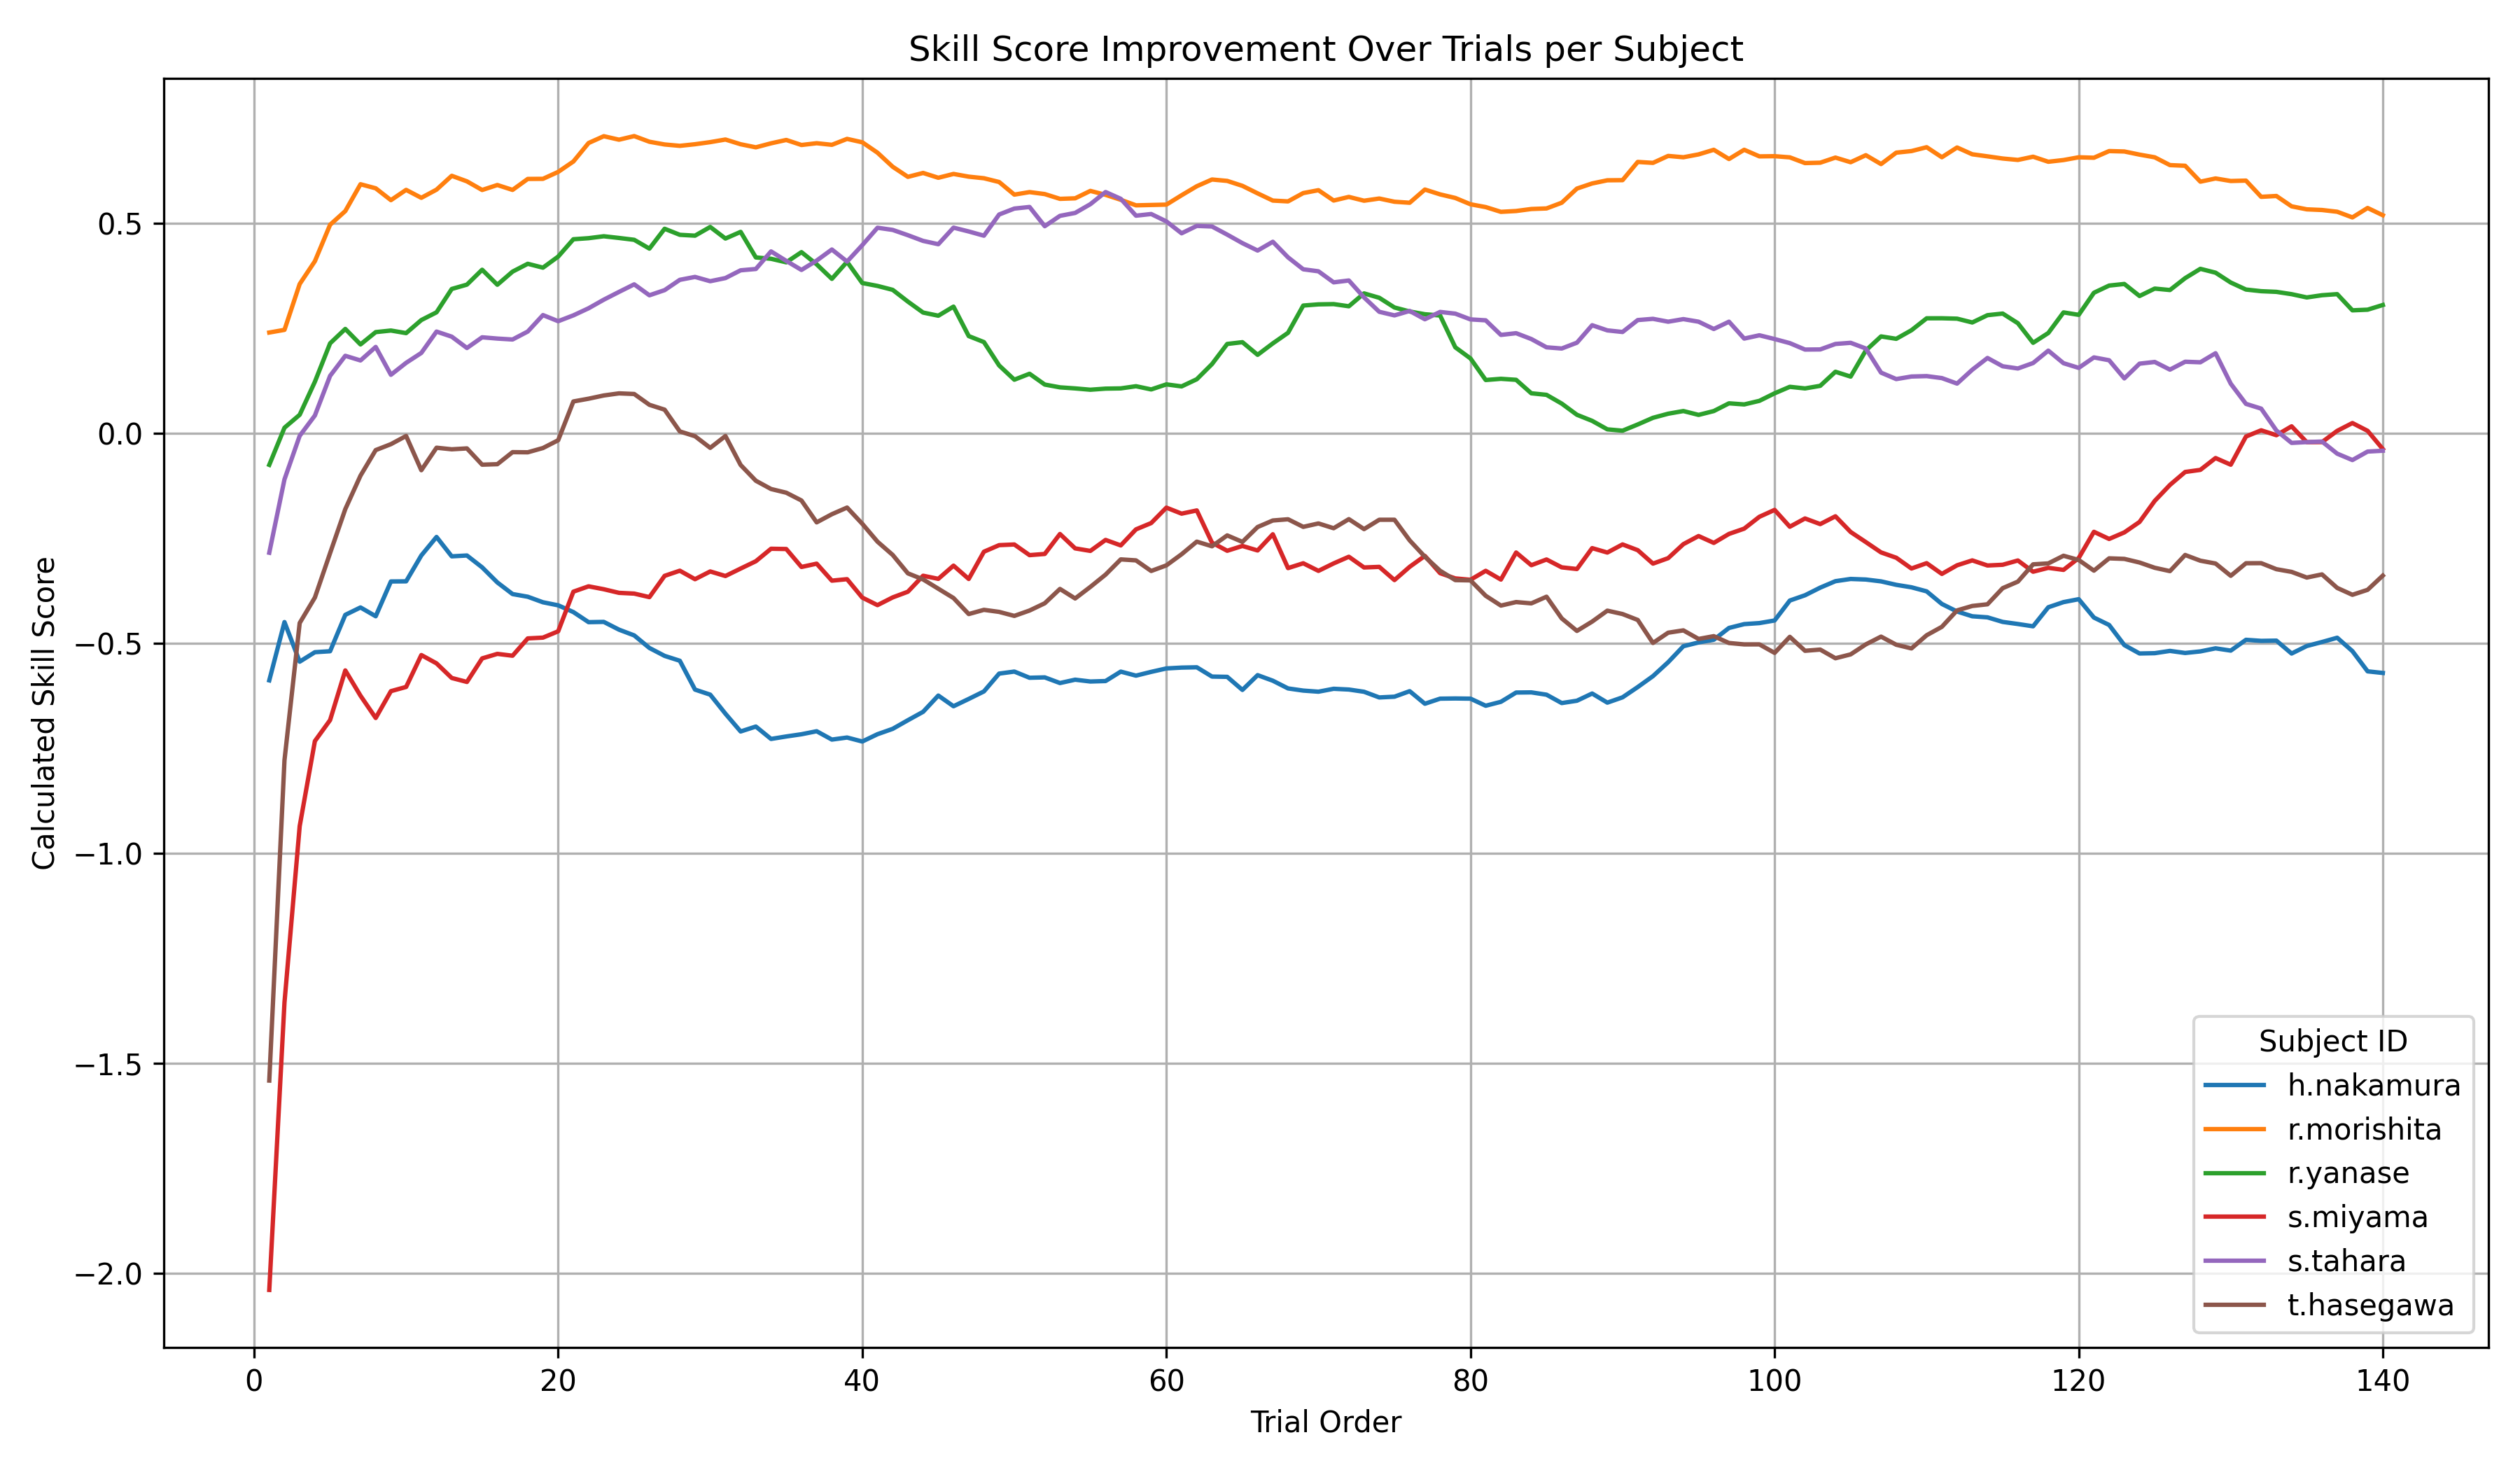 Skill Score Improvement Over Trials per Subject
Calculated Skill Score
0.5
0.0
−0.5
−1.0
−1.5
−2.0
0 20 40 60 80 100 120 140
Trial Order
Subject ID
h.nakamura
r.morishita
r.yanase
s.miyama
s.tahara
t.hasegawa